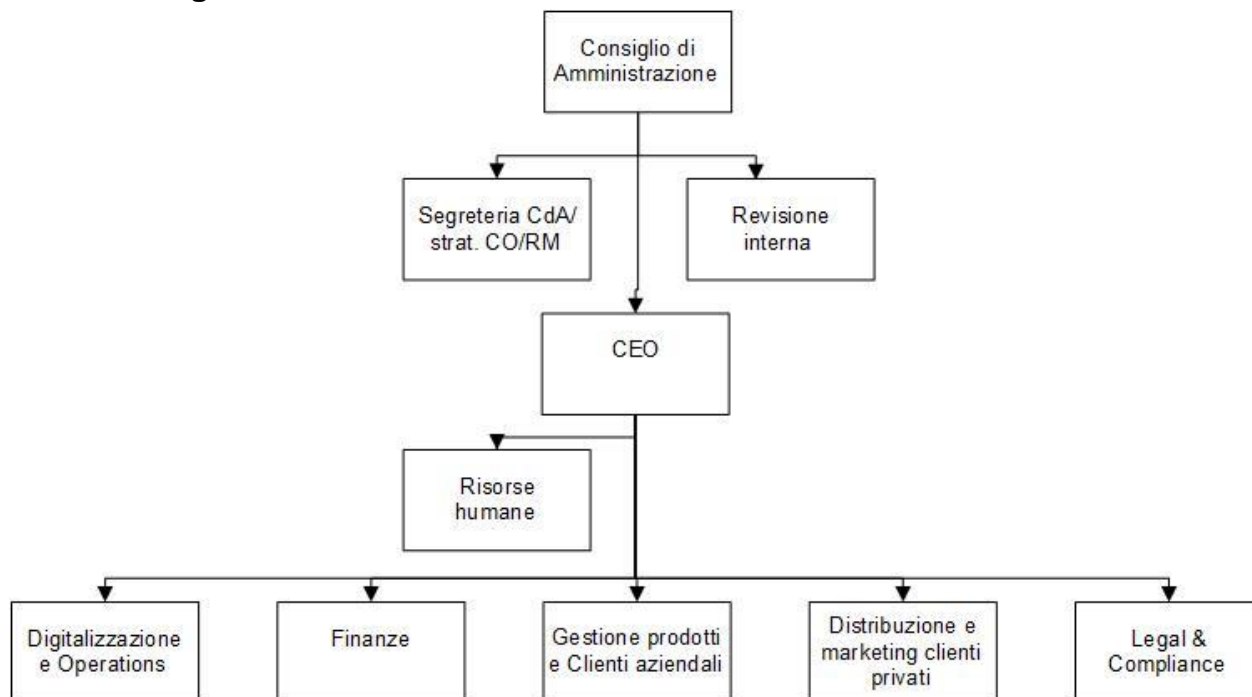 Consiglio di
Amministrazione
Segreteria CdA/
strat. CO/RM
Revisione
interna
CEO
Risorse
humane
Digitalizzazione
e Operations
Finanze
Gestione prodotti
e Clienti aziendali
Distribuzione e
marketing clienti
privati
Legal &
Compliance